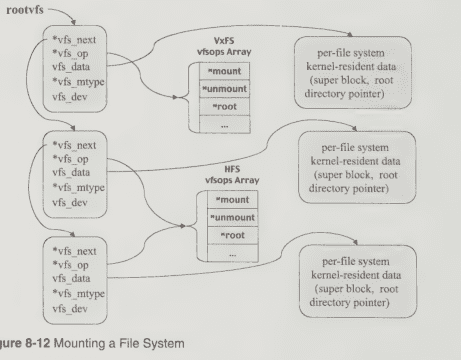 rootvfs
*vfs_next
*vfs_op
vfs_data
*vfs_mtype
vfs_dev
VxFS
vfsops Array
*mount
*unmount
*root
...
per-file system
kernel-resident data
(super block, root
directory pointer)
*vfs_next
*vfs_op
vfs_data
*vfs_mtype
vfs_dev
HFS
vfsops Array
*mount
*unmount
*root
...
per-file system
kernel-resident data
(super block, root
directory pointer)
*vfs_next
*vfs_op
vfs_data
*vfs_mtype
vfs_dev
per-file system
kernel-resident data
(super block, root
directory pointer)
gure 8-12 Mounting a File System